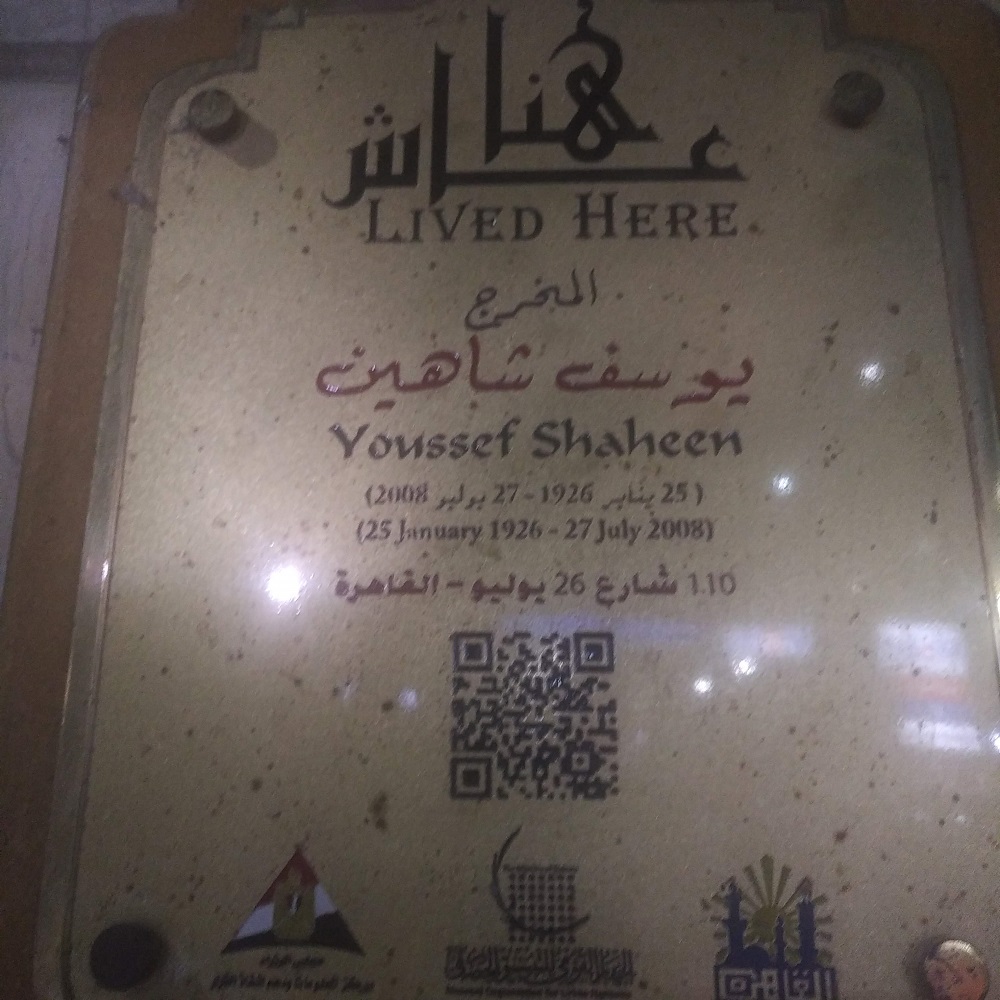 هنا
عاش
LIVED HERE
المخرج
يوسف شاهين
Youssef Shaheen
(25 يناير 1926 - 27 يوليو 2008)
(25 January 1926 - 27 July 2008)
110 شارع 26 يوليو - القاهرة
القاهرة